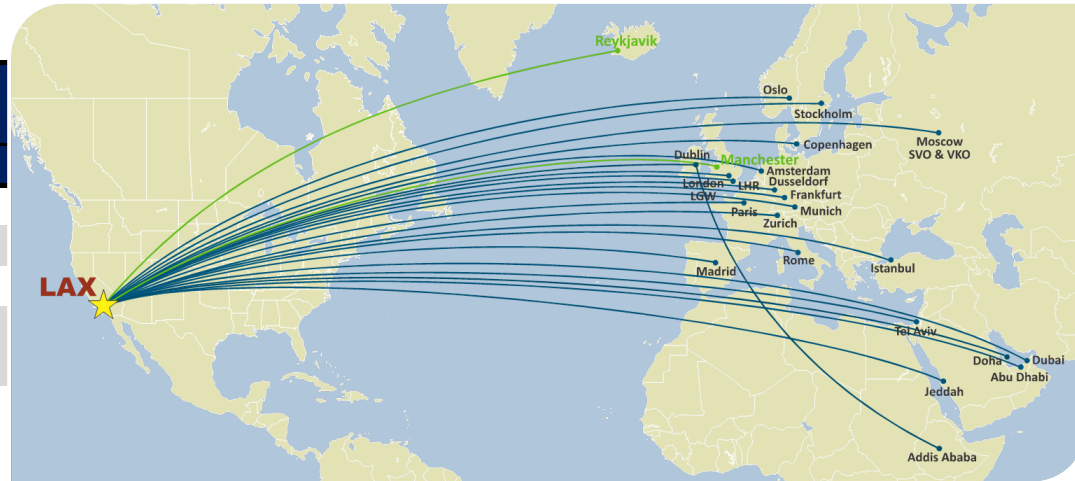 Reykjavik
Oslo
Stockholm
Moscow
SVO & VKO
Copenhagen
Dublin
Manchester
Amsterdam
London
LHR
Dusseldorf
LGW
Frankfurt
Paris
Munich
Zurich
Rome
Istanbul
Madrid
LAX
Tel Aviv
Doha
Dubai
Abu Dhabi
Jeddah
Addis Ababa